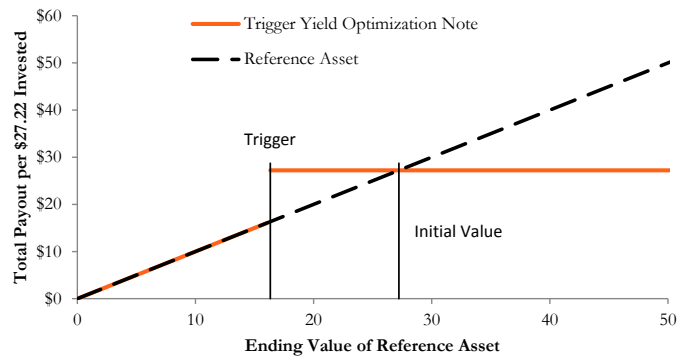 Trigger Yield Optimization Note
Reference Asset
Total Payout per $27.22 Invested
$60
$50
$40
$30
$20
$10
$0
Trigger
Initial Value
0
10
20
30
40
50
Ending Value of Reference Asset